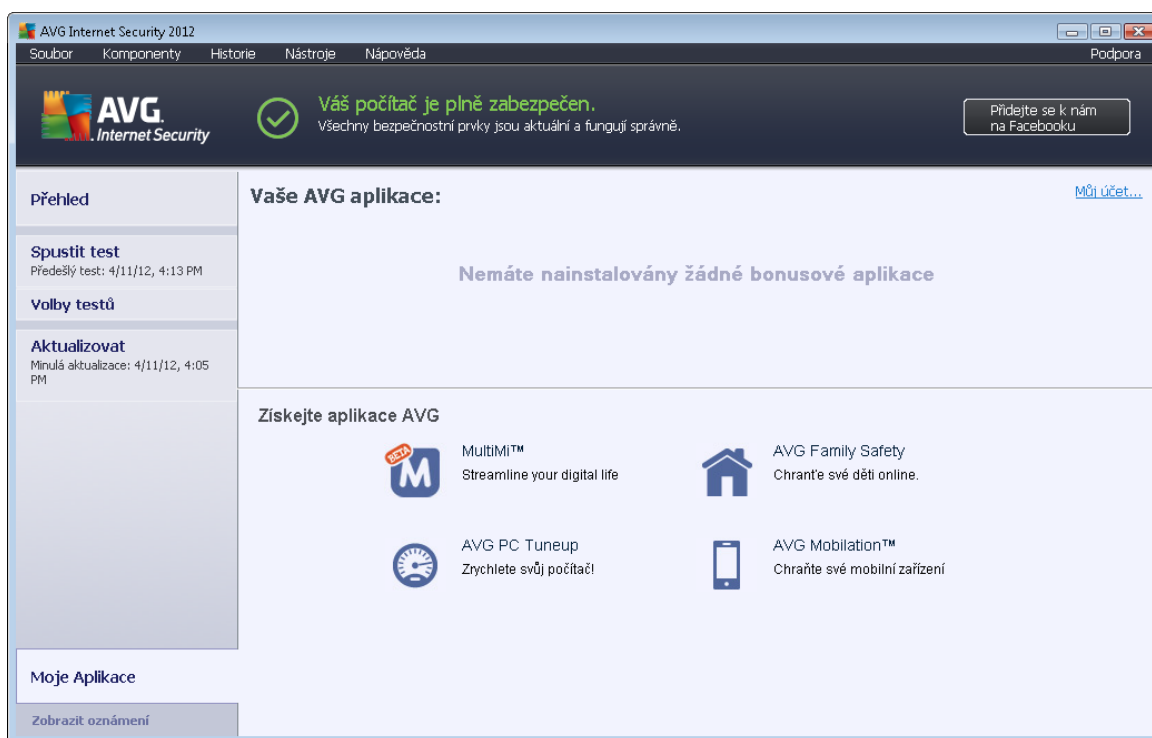 AVG Internet Security 2012
Soubor Komponenty Historie Nástroje Nápověda Podpora
AVG.
Internet Security
Váš počítač je plně zabezpečen.
Všechny bezpečnostní prvky jsou aktuální a fungují správně.
Přidejte se k nám
na Facebooku
Přehled
Spustit test
Předešlý test: 4/11/12, 4:13 PM
Volby testů
Aktualizovat
Minulá aktualizace: 4/11/12, 4:05
PM
Moje Aplikace
Zobrazit oznámení
Vaše AVG aplikace:
Můj účet...
Nemáte nainstalovány žádné bonusové aplikace
Získejte aplikace AVG
BETA
M
MultiMi™
Streamline your digital life
AVG Family Safety
Chranťe své děti online.
AVG PC Tuneup
Zrychlete svůj počítač!
AVG Mobilation™
Chraňte své mobilní zařízení